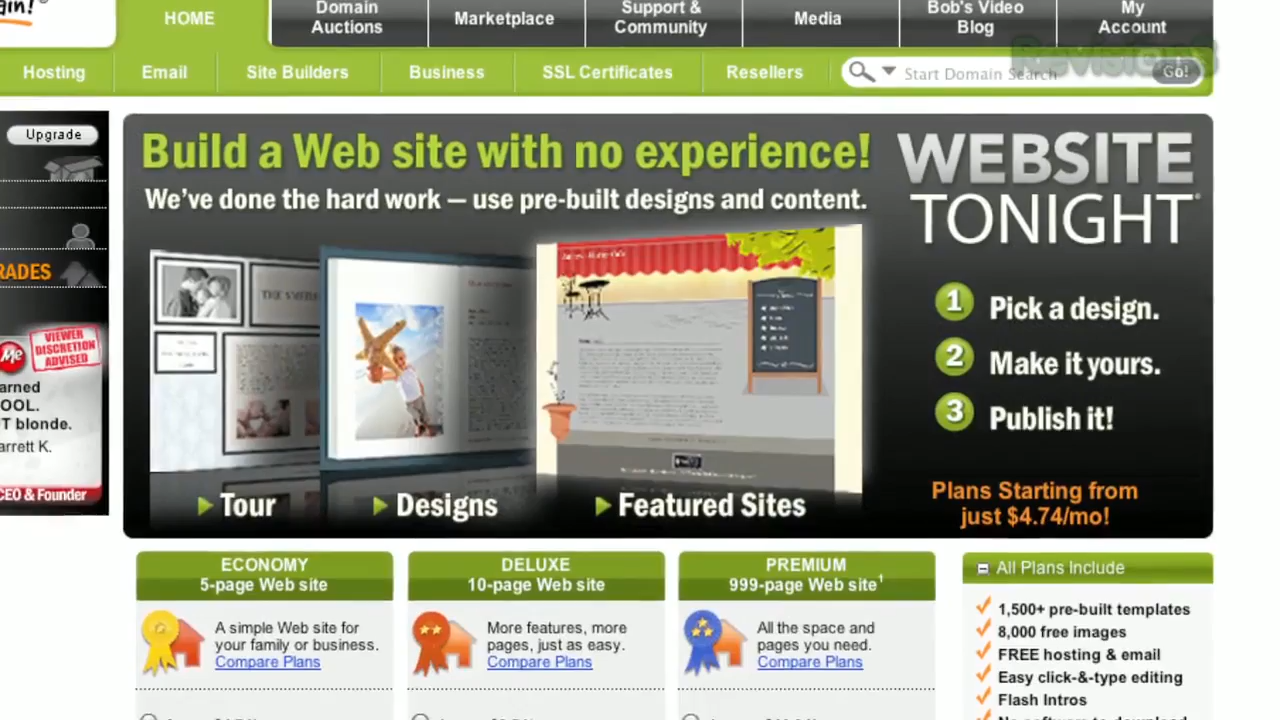 HOME
Domain
Auctions
Marketplace
Support &
Community
Media
Bob's Video
Blog
My
Account
Revision3
Hosting
Email
Site Builders
Business
SSL Certificates
Resellers
Start Domain Search
Go!
Upgrade
Build a Web site with no experience!
We've done the hard work — use pre-built designs and content.
WEBSITE
TONIGHT®
1 Pick a design.
2 Make it yours.
3 Publish it!
Tour
Designs
Featured Sites
Plans Starting from
just $4.74/mo!
VIEWER
DISCRETION
ADVISED
Me
blonde.
CEO & Founder
ECONOMY
5-page Web site
A simple Web site for
your family or business.
Compare Plans
DELUXE
10-page Web site
More features, more
pages, just as easy.
Compare Plans
PREMIUM
999-page Web site¹
All the space and
pages you need.
Compare Plans
All Plans Include
1,500+ pre-built templates
8,000 free images
FREE hosting & email
Easy click-&-type editing
Flash Intros
No software to download